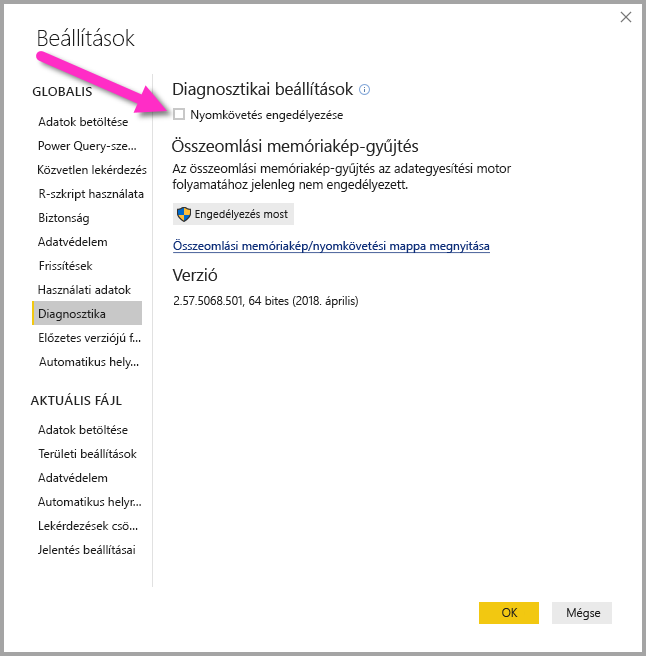 Beállítások
GLOBALIS
Adatok betöltése
Power Query-sze...
Közvetlen lekérdezés
R-szkript használata
Biztonság
Adatvédelem
Frissítések
Használati adatok
Diagnosztika
Előzetes verziójú f...
Automatikus hely...
AKTUÁLIS FÁJL
Adatok betöltése
Területi beállítások
Adatvédelem
Automatikus helyr...
Lekérdezések csö...
Jelentés beállításai
Diagnosztikai beállítások
Nyomkövetés engedélyezése
Összeomlási memóriakép-gyűjtés
Az összeomlási memóriakép-gyűjtés az adategyesítési motor
folyamatához jelenleg nem engedélyezett.
Engedélyezés most
Összeomlási memóriakép/nyomkövetési mappa megnyitása
Verzió
2.57.5068.501, 64 bites (2018. április)
OK
Mégse